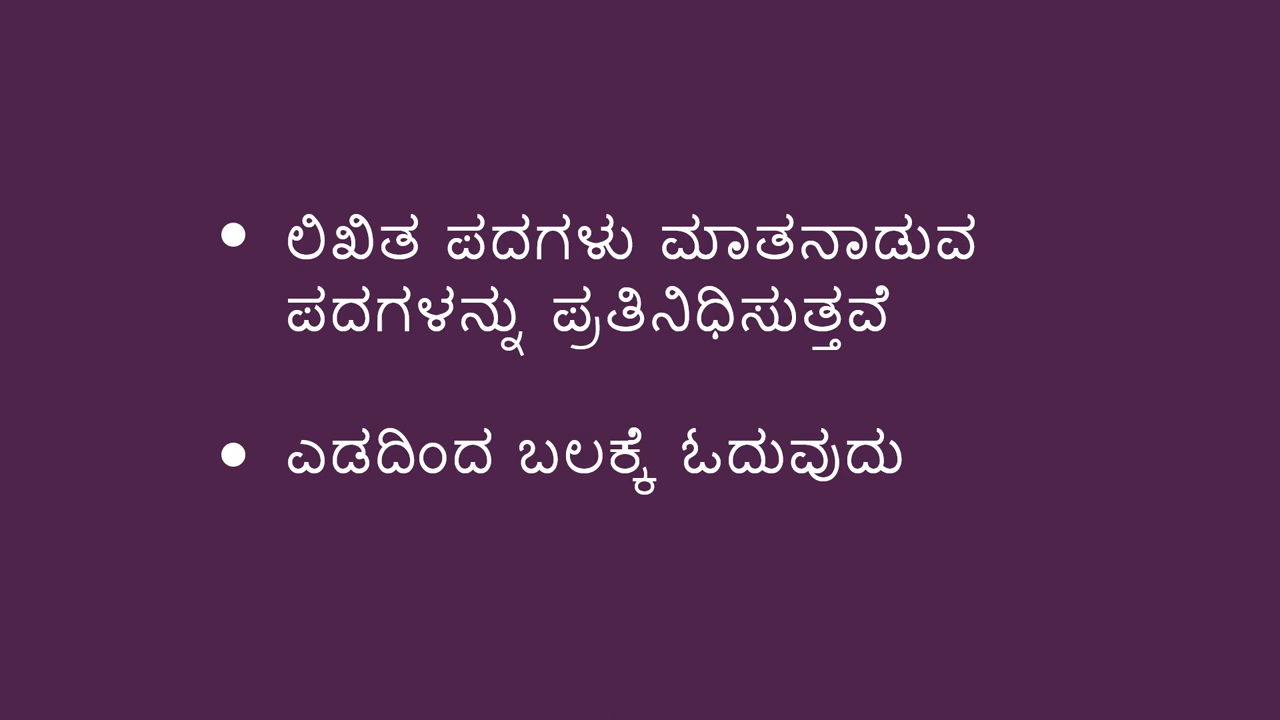 • ಲಿಖಿತ ಪದಗಳು ಮಾತನಾಡುವ
ಪದಗಳನ್ನು ಪ್ರತಿನಿಧಿಸುತ್ತವೆ
• ಎಡದಿಂದ ಬಲಕ್ಕೆ ಓದುವುದು